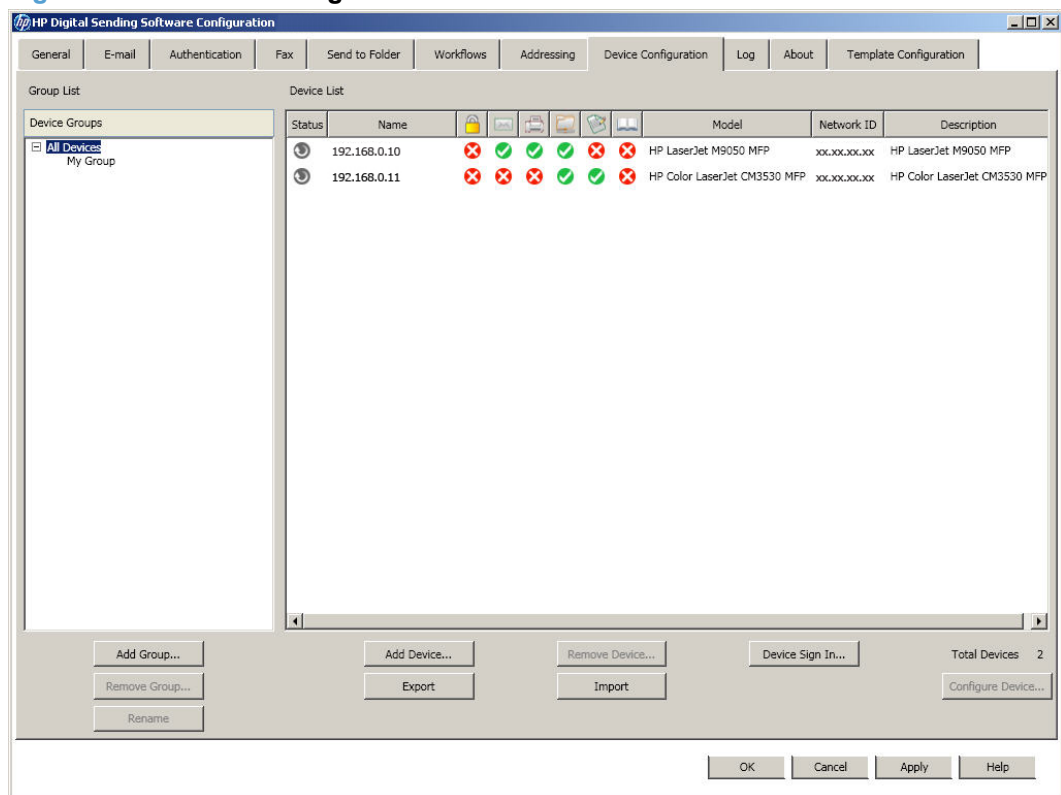 HP Digital Sending Software Configuration
General E-mail Authentication Fax Send to Folder Workflows Addressing Device Configuration Log About Template Configuration
Group List Device List
Device Groups Status Name Model Network ID Description
All Devices 192.168.0.10 HP LaserJet M9050 MFP xx.xx.xx.xx HP LaserJet M9050 MFP
My Group
192.168.0.11 HP Color LaserJet CM3530 MFP xx.xx.xx.xx HP Color LaserJet CM3530 MFP
Add Group... Add Device... Remove Device... Device Sign In... Total Devices 2
Remove Group... Export Import Configure Device...
Rename
OK Cancel Apply Help